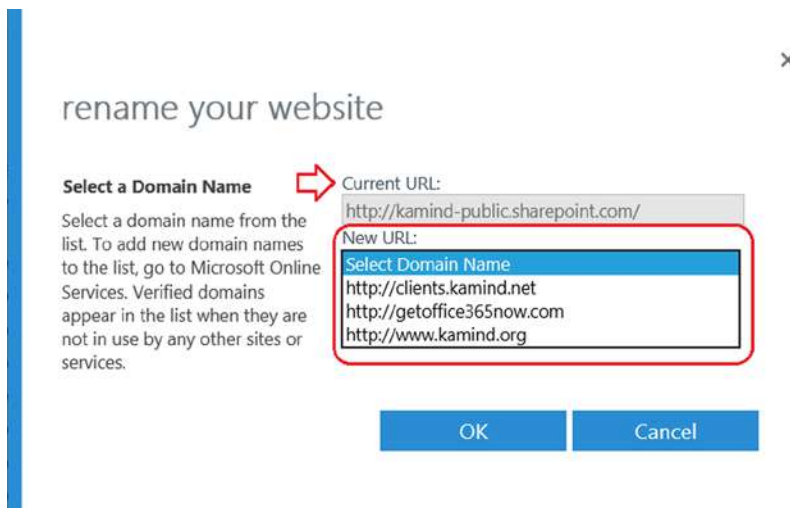 rename your website
Select a Domain Name
Select a domain name from the
list. To add new domain names
to the list, go to Microsoft Online
Services. Verified domains
appear in the list when they are
not in use by any other sites or
services.
Current URL:
http://kamind-public.sharepoint.com/
New URL:
Select Domain Name
http://clients.kamind.net
http://getoffice365now.com
http://www.kamind.org
OK
Cancel